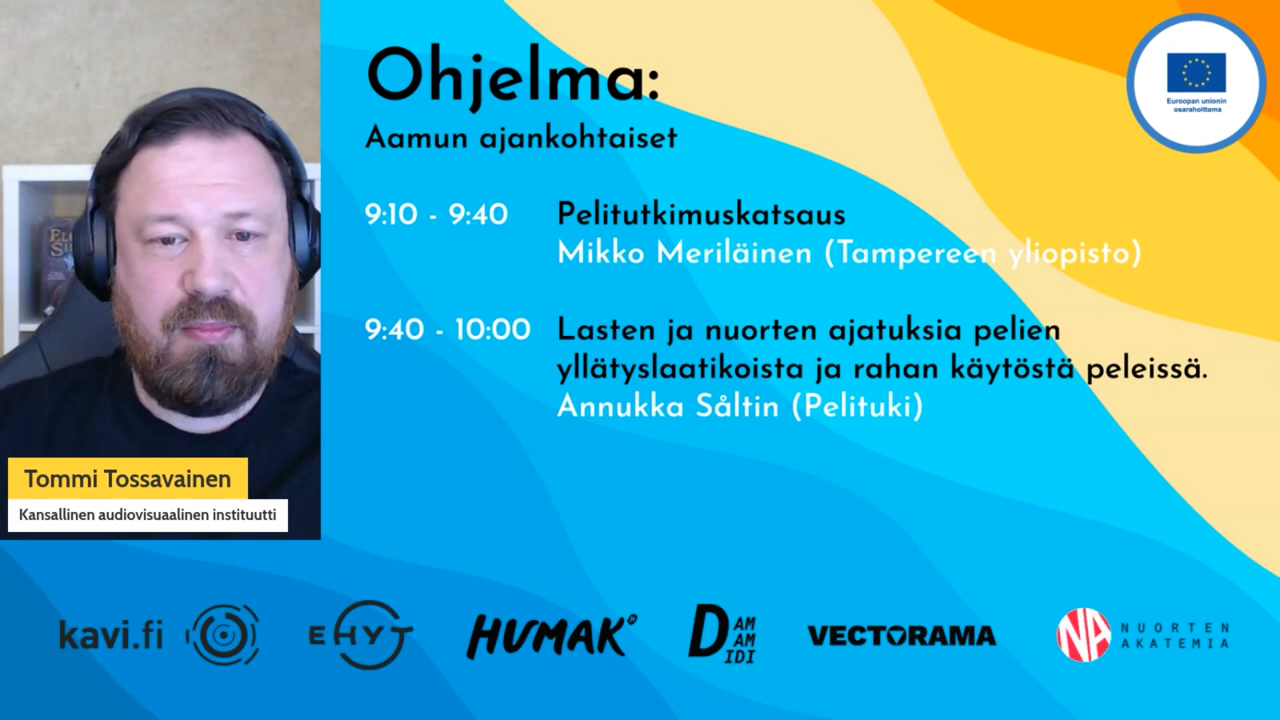 Ohjelma:
Aamun ajankohtaiset
9:10 - 9:40
Pelitutkimuskatsaus
Mikko Meriläinen (Tampereen yliopisto)
9:40 - 10:00
Lasten ja nuorten ajatuksia pelien
yllätyslaatikoista ja rahan käytöstä peleissä.
Annukka Såltin (Pelituki)
Euroopan unionin
osarahoittama
Tommi Tossavainen
Kansallinen audiovisuaalinen instituutti
kavi.fi
EHYT
HUMAK
DAM
AM
IDI
VECTORAMA
NA
NUORTEN
AKATEMIA